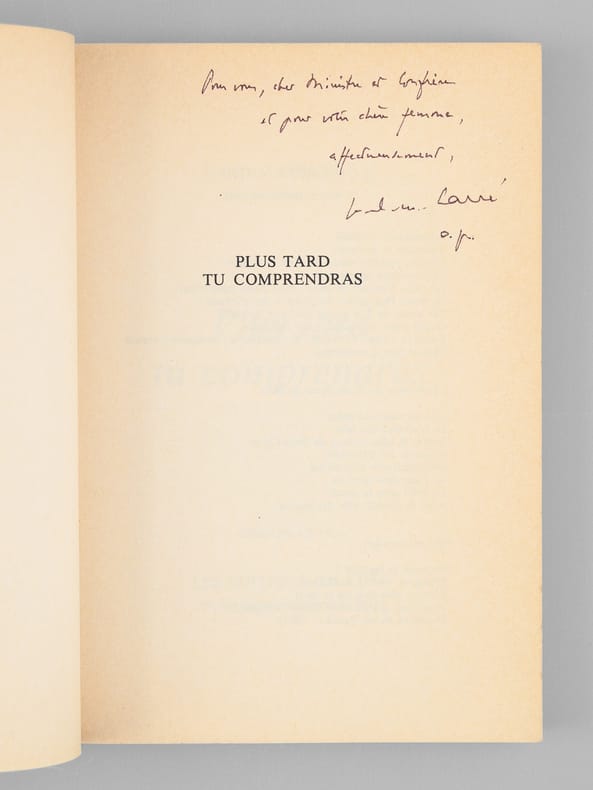 Pour vous, cher Ministre et Confrère
et pour votre chère femme,
affectueusement,
Carré
o.p.
PLUS TARD
TU COMPRENDRAS